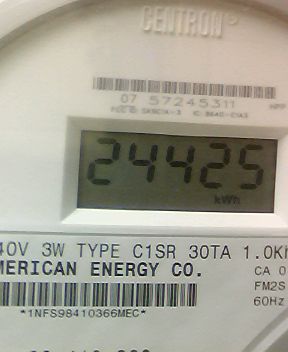 CENTRON®
07 57245311
24425
kWh
40V 3W TYPE C1SR 30TA 1.0Kh
MERICAN ENERGY CO.
CA 0
FM2S
60Hz
*1NFS98410366MEC*